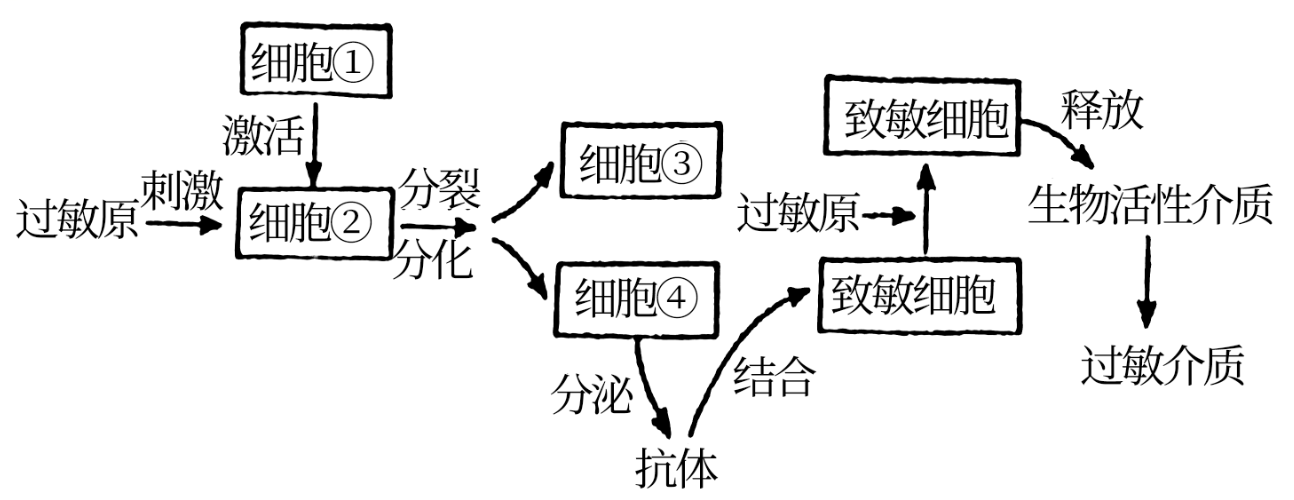 细胞①
激活
过敏原
刺激
细胞②
分裂
分化
细胞③
细胞④
分泌
抗体
结合
致敏细胞
过敏原
致敏细胞
释放
生物活性介质
过敏介质